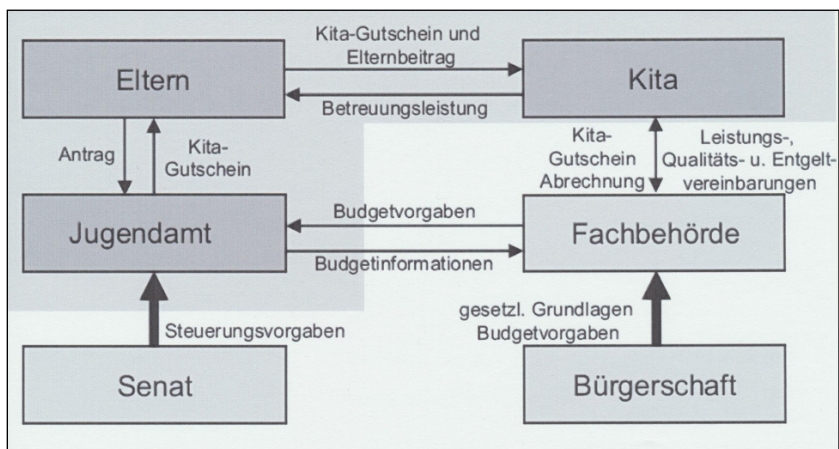 Kita-Gutschein und
Elternbeitrag
Eltern
Kita
Betreuungsleistung
Antrag
Kita-
Gutschein
Kita-
Gutschein
Abrechnung
Leistungs-,
Qualitäts- u. Entgelt-
vereinbarungen
Jugendamt
Budgetvorgaben
Fachbehörde
Budgetinformationen
Steuerungsvorgaben
gesetzl. Grundlagen
Budgetvorgaben
Senat
Bürgerschaft